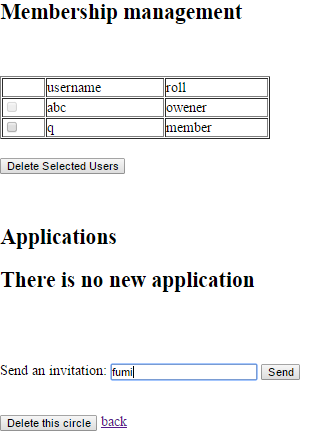 Membership management
username roll
abc owener
q member
Delete Selected Users
Applications
There is no new application
Send an invitation: fumi Send
Delete this circle back